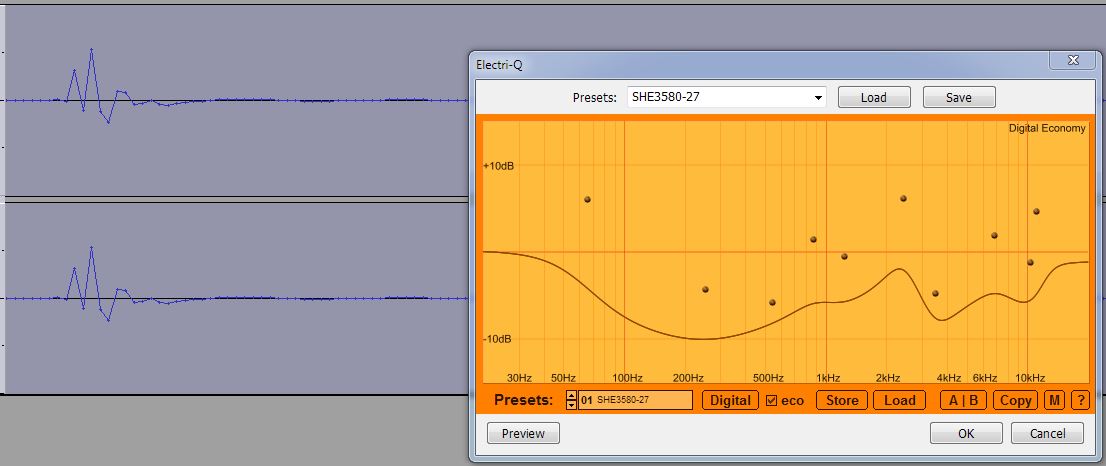 Electri-Q
Presets: SHE3580-27 Load Save
Digital Economy
+10dB
-10dB
30Hz 50Hz 100Hz 200Hz 500Hz 1kHz 2kHz 4kHz 6kHz 10kHz
Presets: 01 SHE3580-27 Digital eco Store Load A | B Copy M ?
Preview OK Cancel